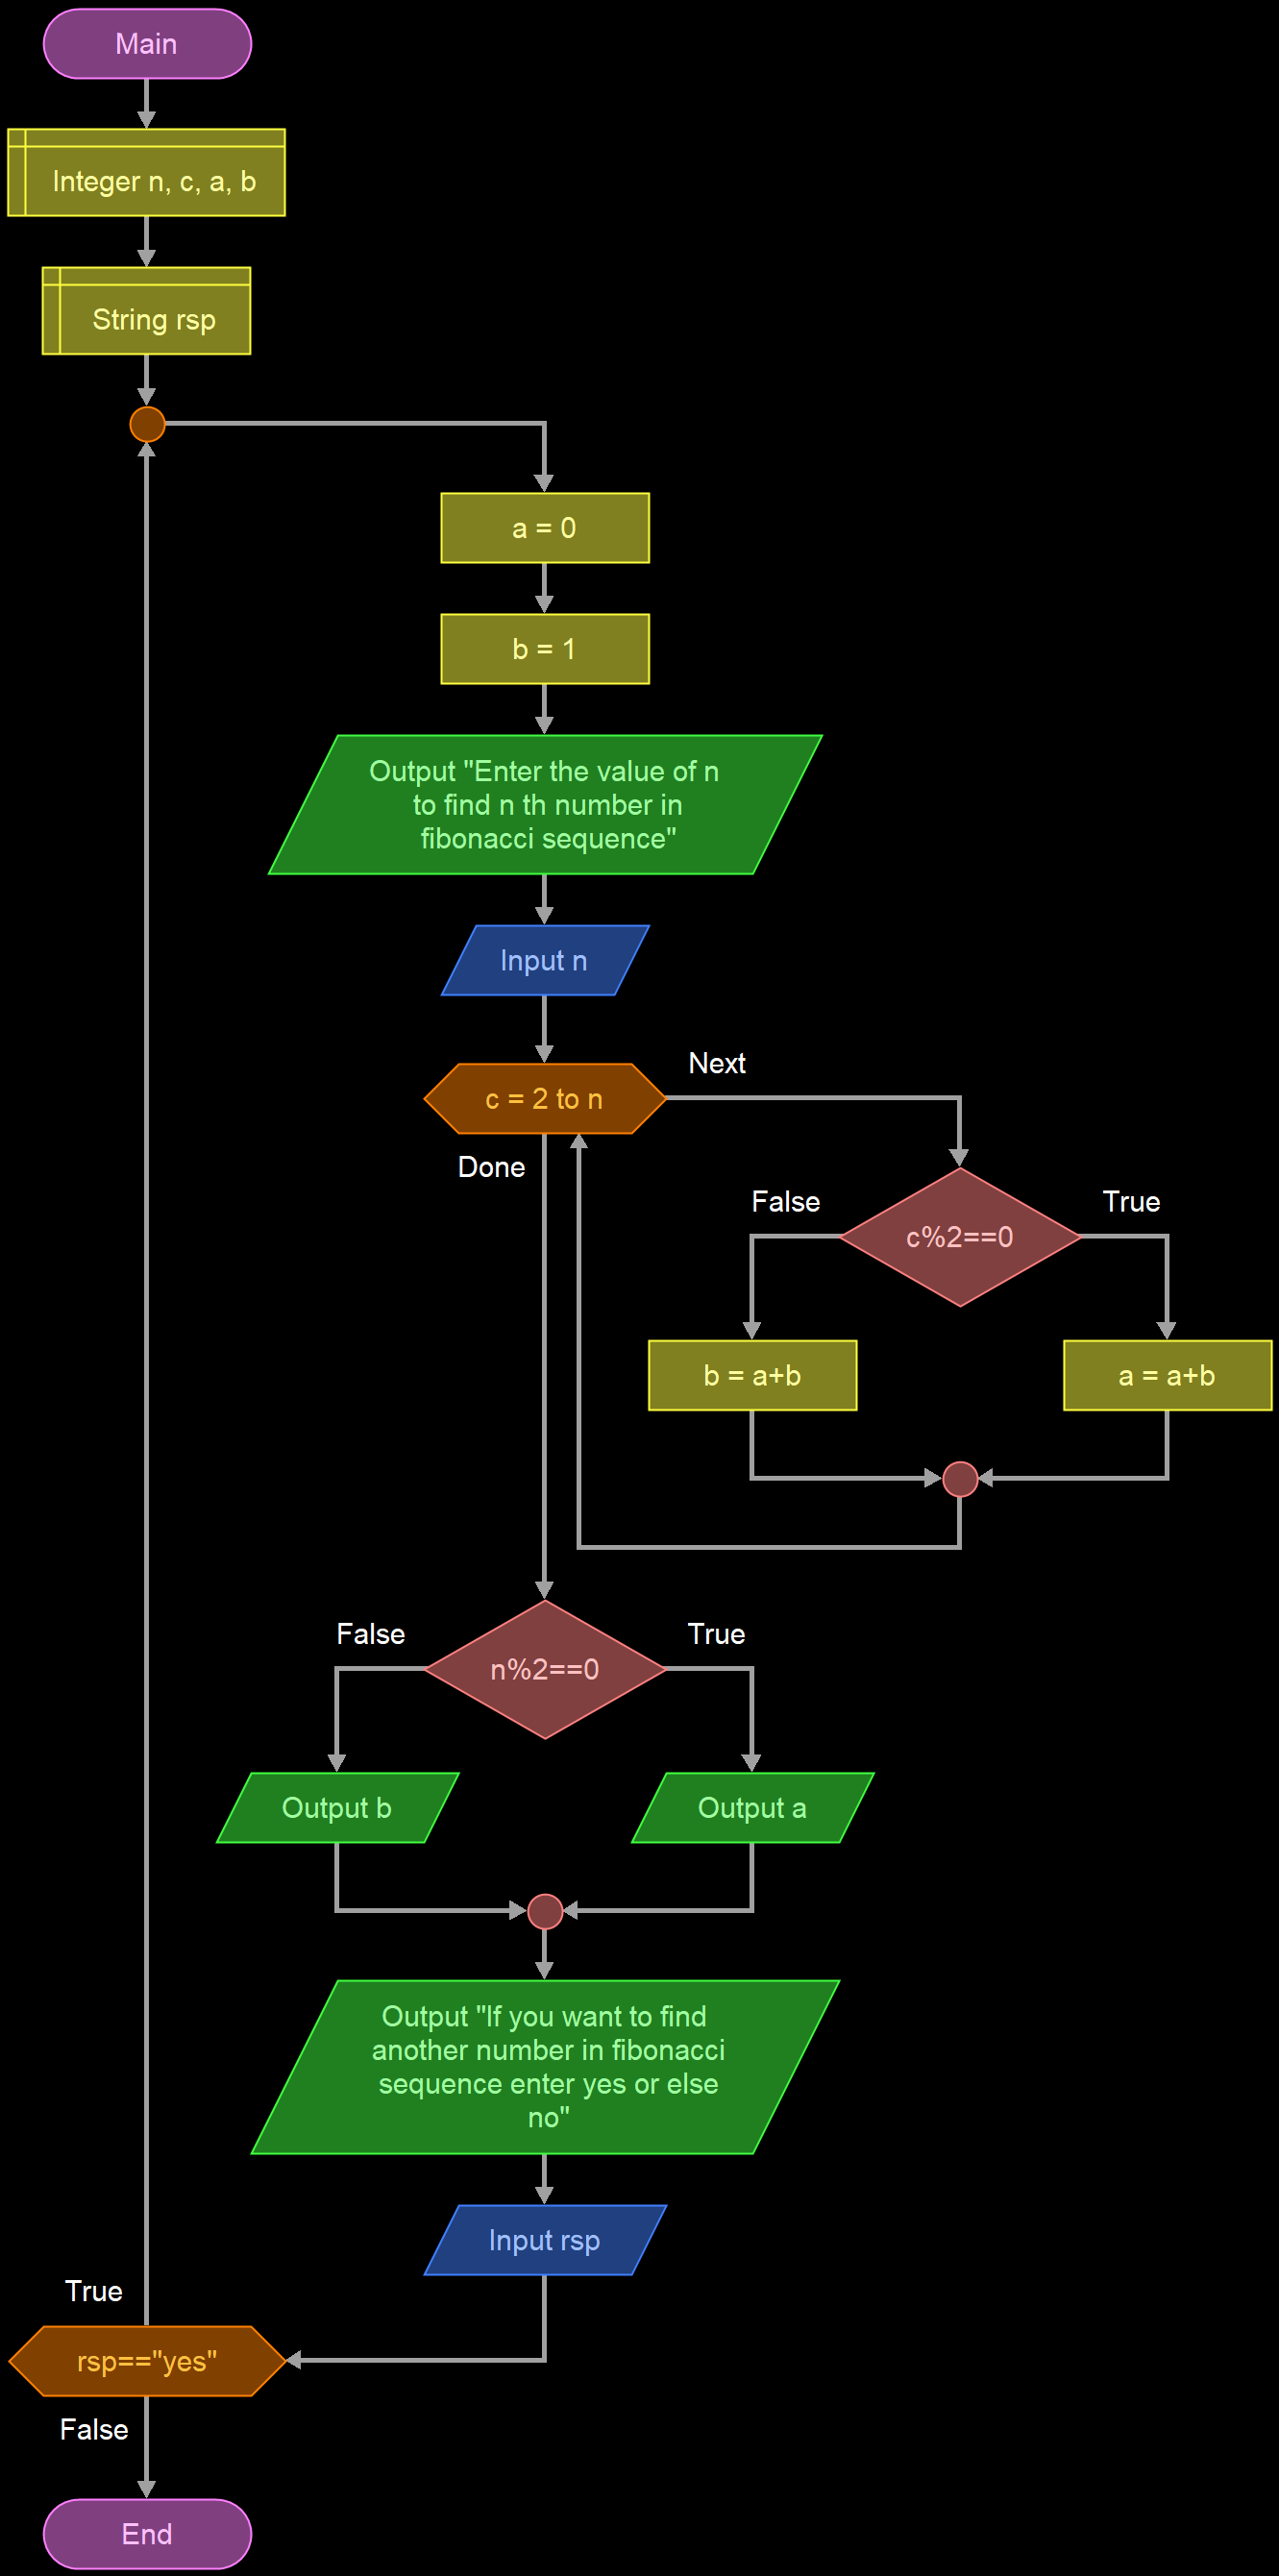 Main
Integer n, c, a, b
String rsp
a = 0
b = 1
Output "Enter the value of n
to find n th number in
fibonacci sequence"
Input n
Next
c = 2 to n
Done
False
True
c%2==0
b = a+b
a = a+b
False
True
n%2==0
Output b
Output a
Output "If you want to find
another number in fibonacci
sequence enter yes or else
no"
Input rsp
True
rsp=="yes"
False
End